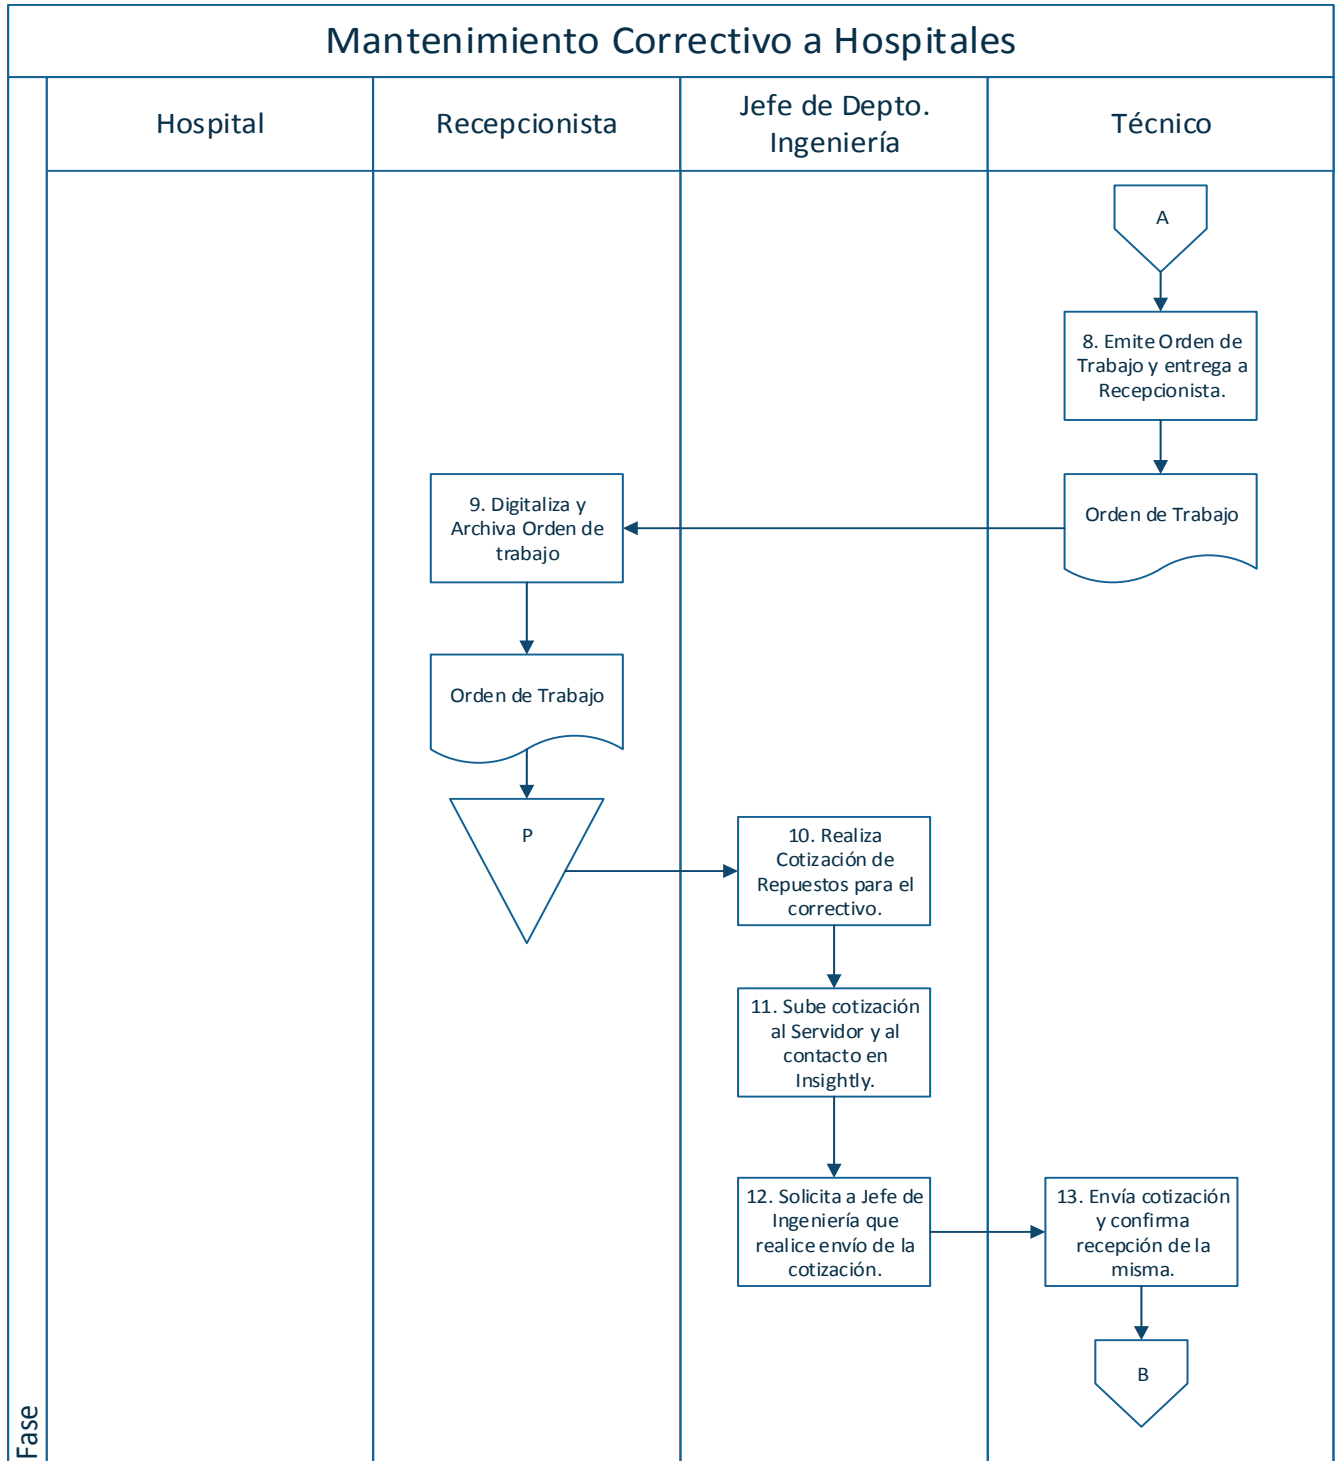 Mantenimiento Correctivo a Hospitales
Hospital
Recepcionista
Jefe de Depto.
Ingeniería
Técnico
A
8. Emite Orden de
Trabajo y entrega a
Recepcionista.
Orden de Trabajo
9. Digitaliza y
Archiva Orden de
trabajo
Orden de Trabajo
P
10. Realiza
Cotización de
Repuestos para el
correctivo.
11. Sube cotización
al Servidor y al
contacto en
Insightly.
12. Solicita a Jefe de
Ingeniería que
realice envío de la
cotización.
13. Envía cotización
y confirma
recepción de la
misma.
B
Fase